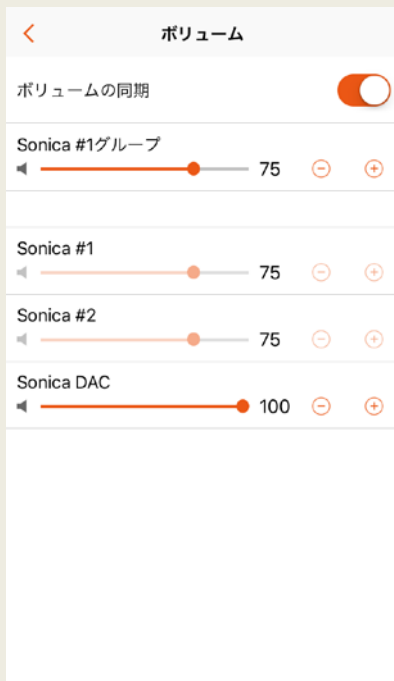 ボリューム
ボリュームの同期
Sonica #1グループ
75
Sonica #1
75
Sonica #2
75
Sonica DAC
100